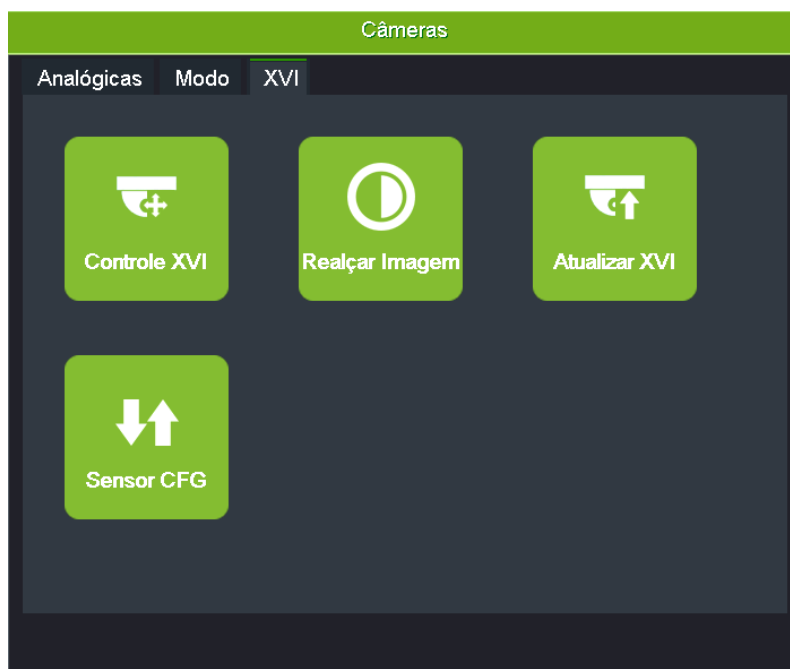 Câmeras
Analógicas Modo XVI
Controle XVI Realçar Imagem Atualizar XVI
Sensor CFG